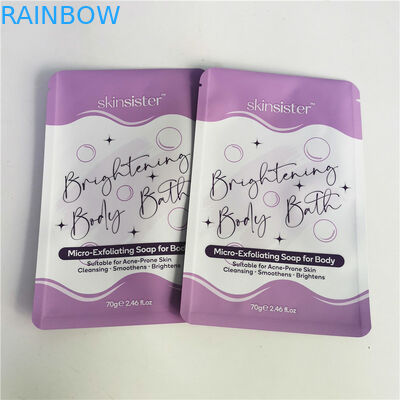 RAINBOW
skinsister™
Brightening
Body Bath
Micro-Exfoliating Soap for Body
Suitable for Acne-Prone Skin
Cleansing · Smoothens · Brightens
70g℮ 2.46 fl.oz
skinsister™
Brightening
Body Bath
Micro-Exfoliating Soap for Body
Suitable for Acne-Prone Skin
Cleansing · Smoothens · Brightens
70g℮ 2.46 fl.oz